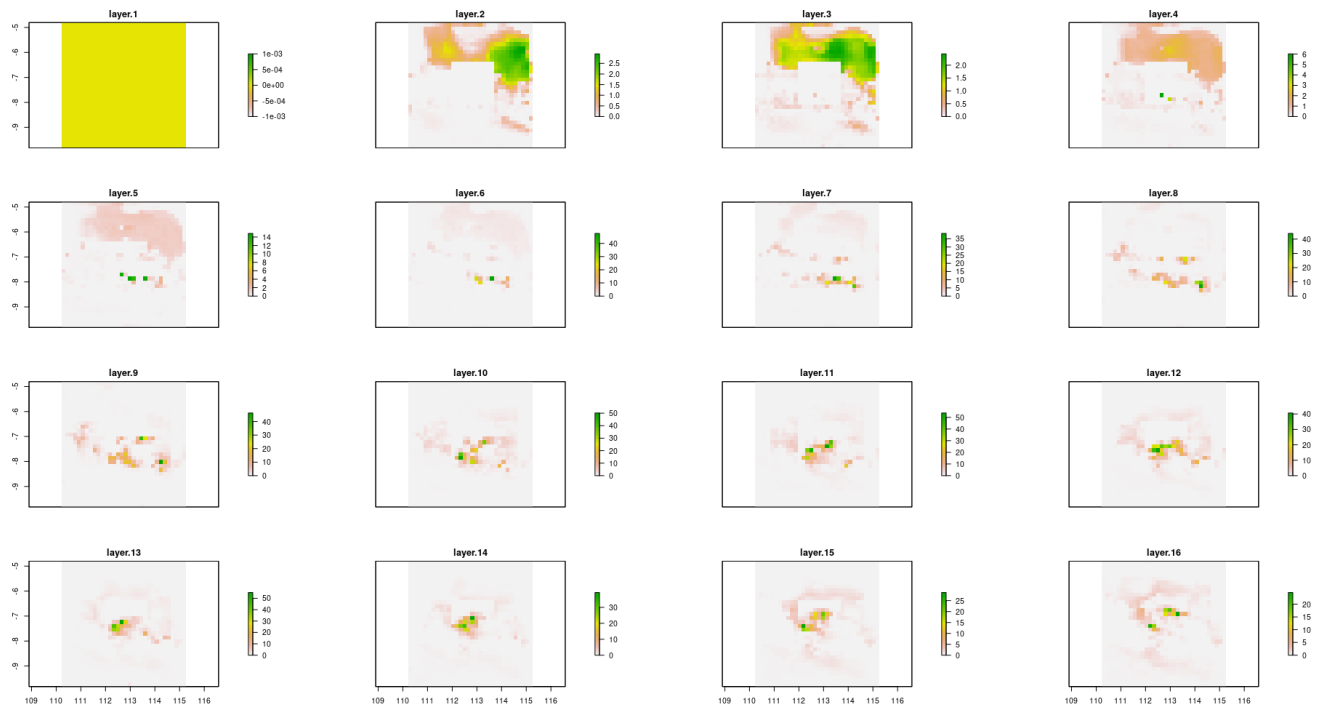 layer.1 layer.2 layer.3 layer.4
-5 -6 -7 -8 -9
1e-03 5e-04 0e+00 -5e-04 -1e-03
2.5 2.0 1.5 1.0 0.5 0.0
2.0 1.5 1.0 0.5 0.0
6 5 4 3 2 1 0
layer.5 layer.6 layer.7 layer.8
-5 -6 -7 -8 -9
14 12 10 8 6 4 2 0
40 30 20 10 0
35 30 25 20 15 10 5 0
40 30 20 10 0
layer.9 layer.10 layer.11 layer.12
-5 -6 -7 -8 -9
40 30 20 10 0
50 40 30 20 10 0
50 40 30 20 10 0
40 30 20 10 0
layer.13 layer.14 layer.15 layer.16
-5 -6 -7 -8 -9
50 40 30 20 10 0
30 20 10 0
25 20 15 10 5 0
20 15 10 5 0
109 110 111 112 113 114 115 116
109 110 111 112 113 114 115 116
109 110 111 112 113 114 115 116
109 110 111 112 113 114 115 116